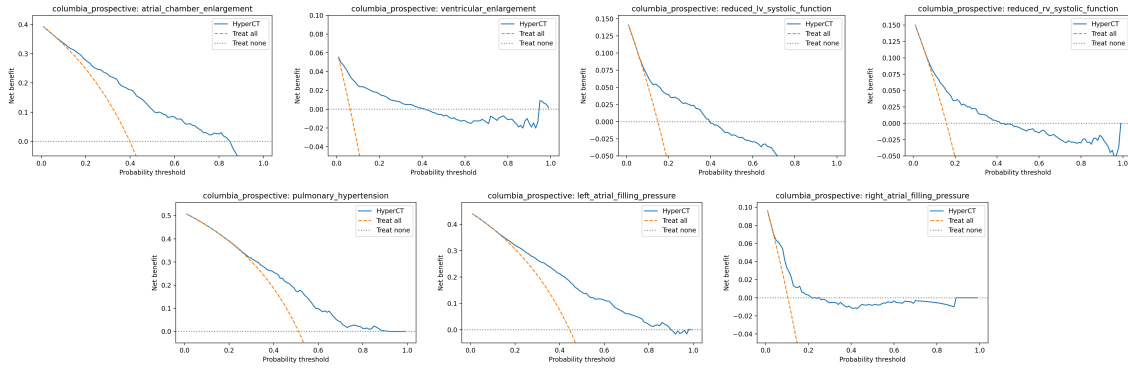 columbia_prospective: atrial_chamber_enlargement
HyperCT
Treat all
Treat none
Net benefit
0.4
0.3
0.2
0.1
0.0
0.0 0.2 0.4 0.6 0.8 1.0
Probability threshold
columbia_prospective: ventricular_enlargement
HyperCT
Treat all
Treat none
Net benefit
0.10
0.08
0.06
0.04
0.02
0.00
−0.02
−0.04
0.0 0.2 0.4 0.6 0.8 1.0
Probability threshold
columbia_prospective: reduced_lv_systolic_function
HyperCT
Treat all
Treat none
Net benefit
0.150
0.125
0.100
0.075
0.050
0.025
0.000
−0.025
−0.050
0.0 0.2 0.4 0.6 0.8 1.0
Probability threshold
columbia_prospective: reduced_rv_systolic_function
HyperCT
Treat all
Treat none
Net benefit
0.150
0.125
0.100
0.075
0.050
0.025
0.000
−0.025
−0.050
0.0 0.2 0.4 0.6 0.8 1.0
Probability threshold
columbia_prospective: pulmonary_hypertension
HyperCT
Treat all
Treat none
Net benefit
0.5
0.4
0.3
0.2
0.1
0.0
0.0 0.2 0.4 0.6 0.8 1.0
Probability threshold
columbia_prospective: left_atrial_filling_pressure
HyperCT
Treat all
Treat none
Net benefit
0.4
0.3
0.2
0.1
0.0
0.0 0.2 0.4 0.6 0.8 1.0
Probability threshold
columbia_prospective: right_atrial_filling_pressure
HyperCT
Treat all
Treat none
Net benefit
0.10
0.08
0.06
0.04
0.02
0.00
−0.02
−0.04
0.0 0.2 0.4 0.6 0.8 1.0
Probability threshold